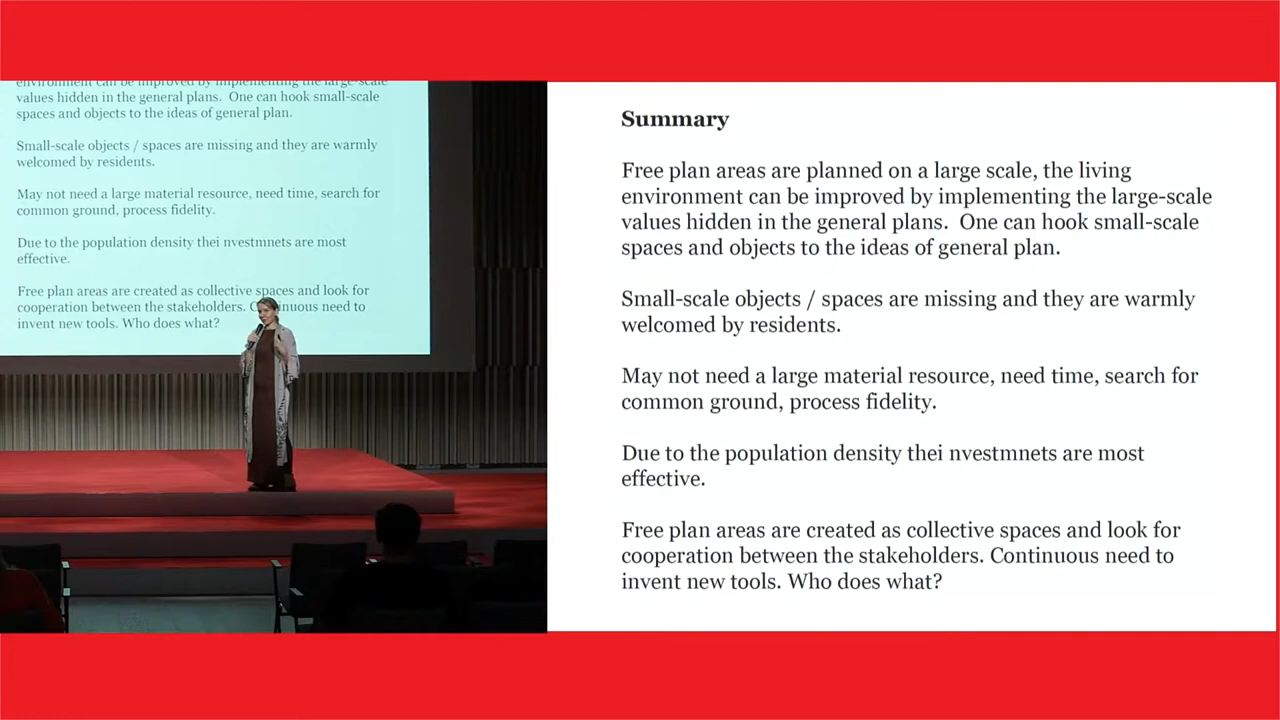 environment can be improved by implementing the large-scale
values hidden in the general plans.  One can hook small-scale
spaces and objects to the ideas of general plan.
Small-scale objects / spaces are missing and they are warmly
welcomed by residents.
May not need a large material resource, need time, search for
common ground, process fidelity.
Due to the population density thei nvestmnets are most
effective.
Free plan areas are created as collective spaces and look for
cooperation between the stakeholders. Continuous need to
invent new tools. Who does what?
Summary
Free plan areas are planned on a large scale, the living
environment can be improved by implementing the large-scale
values hidden in the general plans.  One can hook small-scale
spaces and objects to the ideas of general plan.
Small-scale objects / spaces are missing and they are warmly
welcomed by residents.
May not need a large material resource, need time, search for
common ground, process fidelity.
Due to the population density thei nvestmnets are most
effective.
Free plan areas are created as collective spaces and look for
cooperation between the stakeholders. Continuous need to
invent new tools. Who does what?